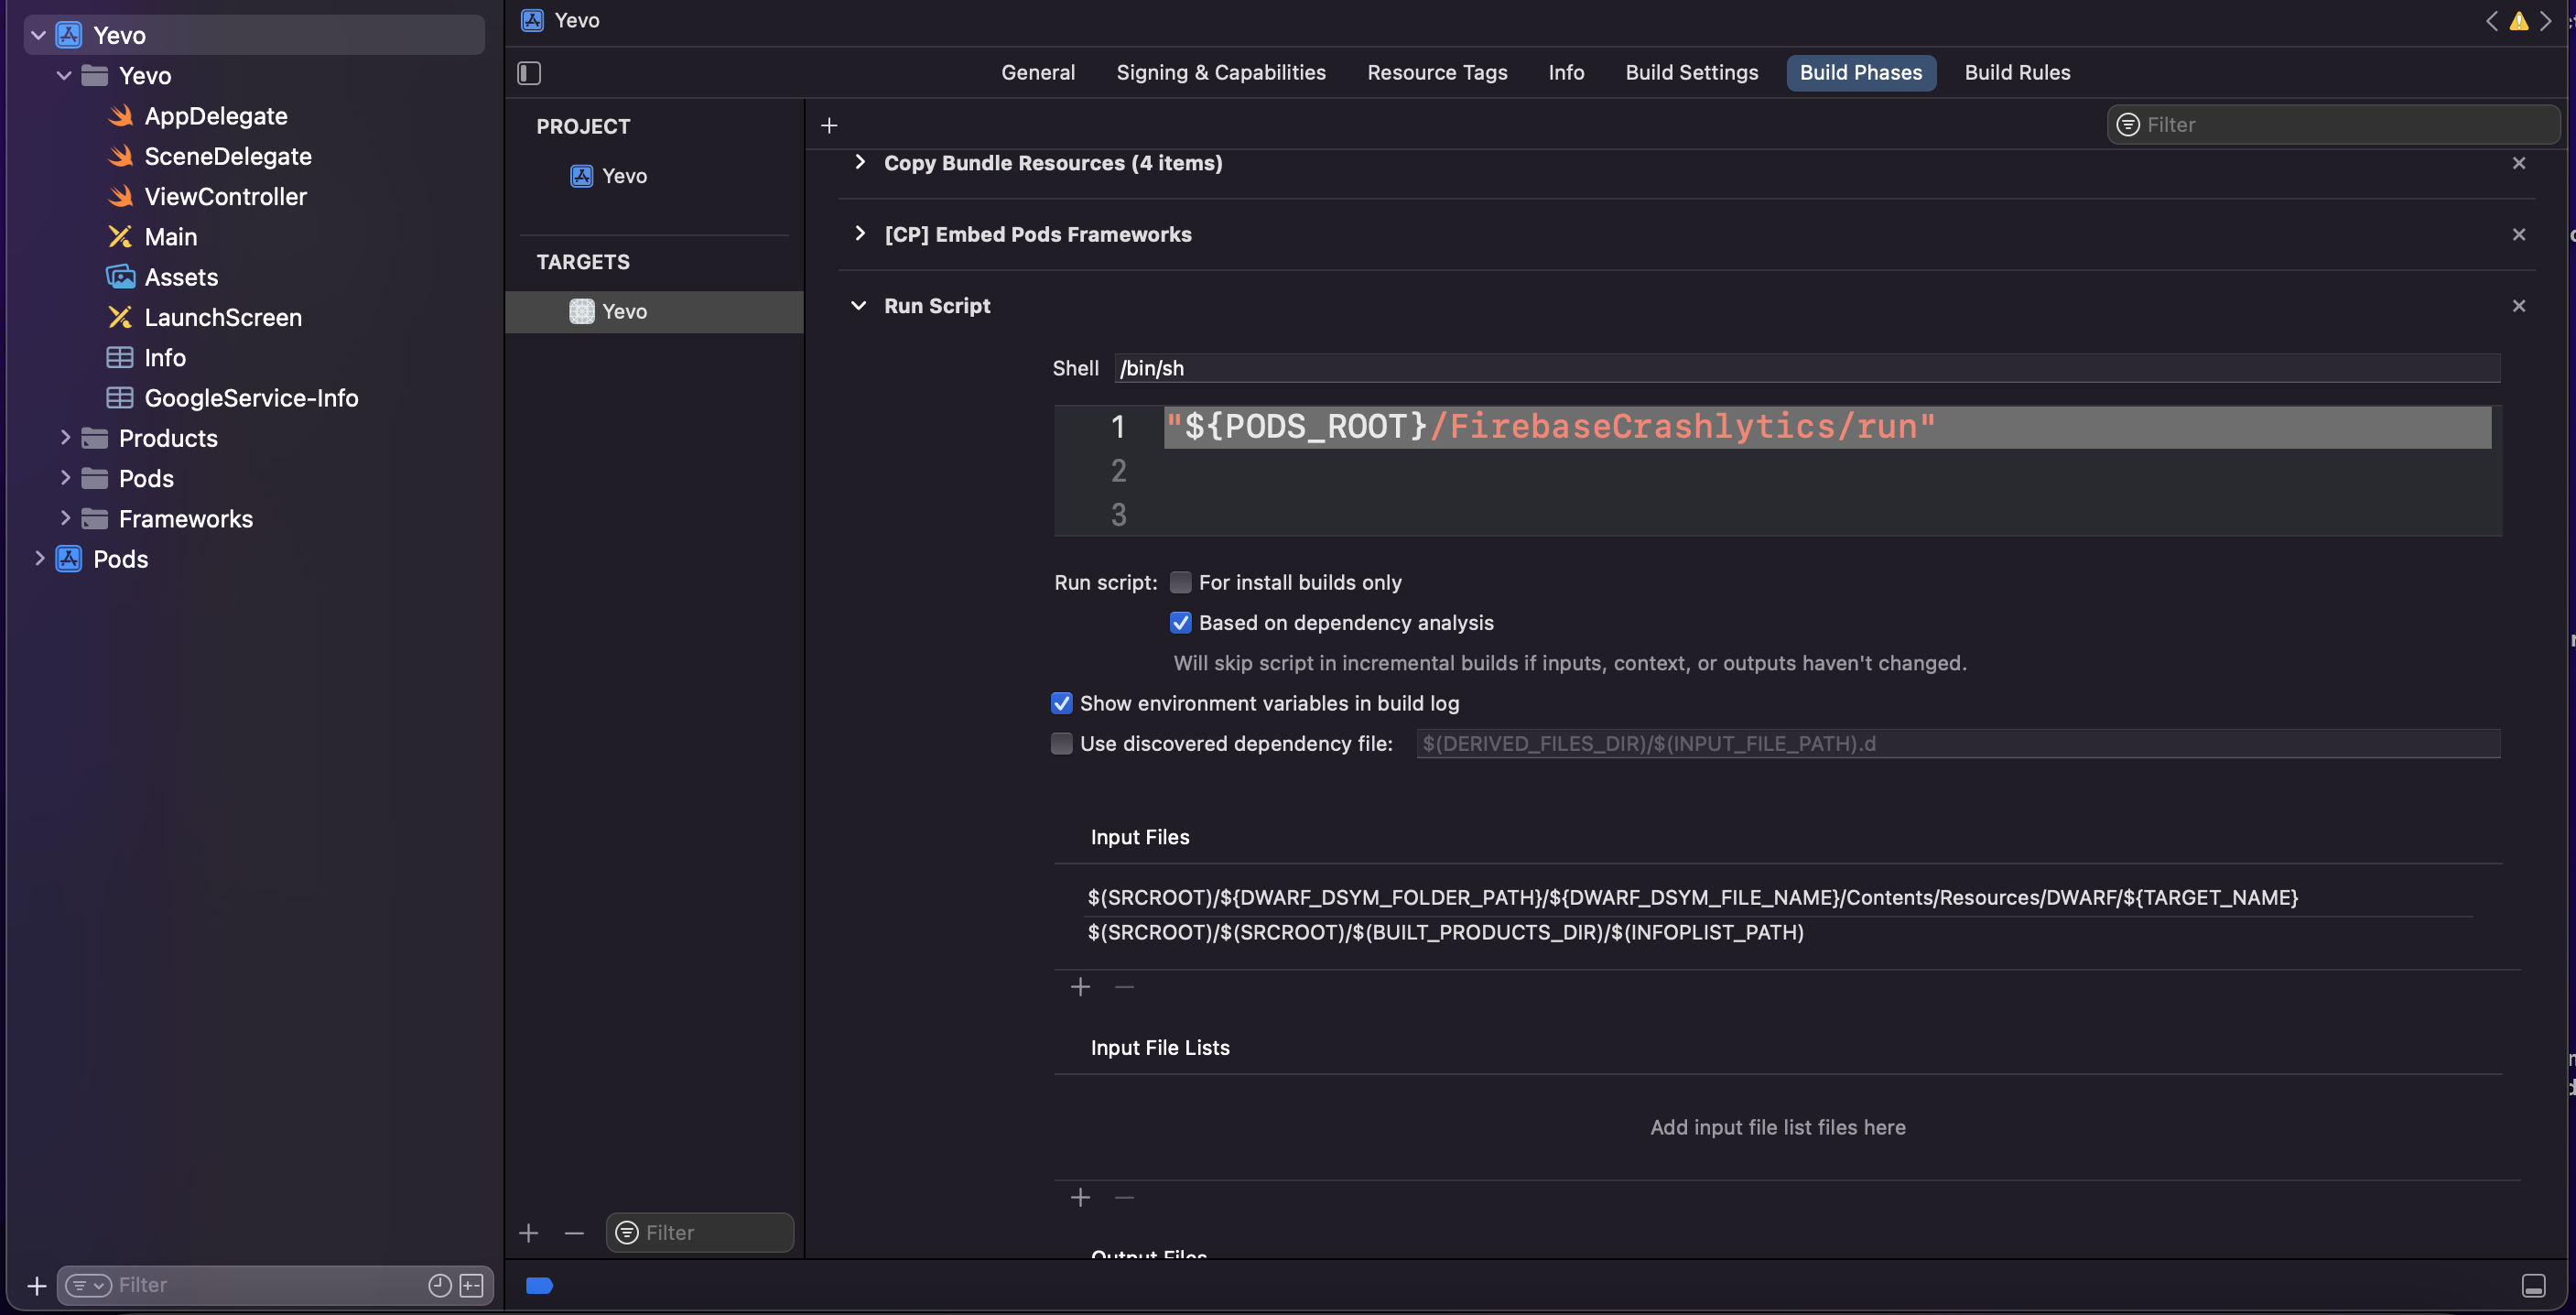 Yevo
Yevo
AppDelegate
SceneDelegate
ViewController
Main
Assets
LaunchScreen
Info
GoogleService-Info
Products
Pods
Frameworks
Pods
Filter
Yevo
General Signing & Capabilities Resource Tags Info Build Settings Build Phases Build Rules
PROJECT
Yevo
TARGETS
Yevo
Filter
Filter
Copy Bundle Resources (4 items)
[CP] Embed Pods Frameworks
Run Script
Shell /bin/sh
1 "${PODS_ROOT}/FirebaseCrashlytics/run"
2
3
Run script: For install builds only
Based on dependency analysis
Will skip script in incremental builds if inputs, context, or outputs haven't changed.
Show environment variables in build log
Use discovered dependency file: $(DERIVED_FILES_DIR)/$(INPUT_FILE_PATH).d
Input Files
$(SRCROOT)/${DWARF_DSYM_FOLDER_PATH}/${DWARF_DSYM_FILE_NAME}/Contents/Resources/DWARF/${TARGET_NAME}
$(SRCROOT)/$(SRCROOT)/$(BUILT_PRODUCTS_DIR)/$(INFOPLIST_PATH)
Input File Lists
Add input file list files here
Output Files